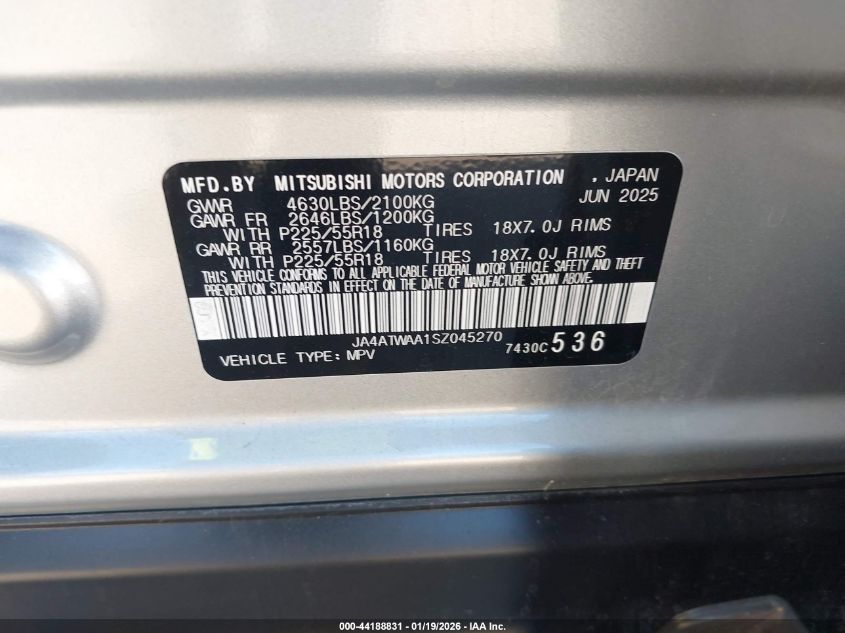 MFD.BY MITSUBISHI MOTORS CORPORATION . JAPAN
GVWR 4630LBS/2100KG JUN 2025
GAWR FR 2646LBS/1200KG
WITH P225/55R18 TIRES 18X7.0J RIMS
GAWR RR 2557LBS/1160KG
WITH P225/55R18 TIRES 18X7.0J RIMS
THIS VEHICLE CONFORMS TO ALL APPLICABLE FEDERAL MOTOR VEHICLE SAFETY AND THEFT
PREVENTION STANDARDS IN EFFECT ON THE DATE OF MANUFACTURE SHOWN ABOVE.
JA4ATWAA1SZ045270
VEHICLE TYPE: MPV 7430C 536
000-44188831 - 01/19/2026 - IAA Inc.